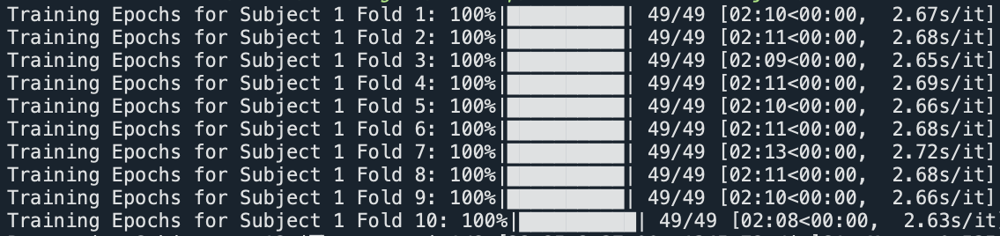 Training Epochs for Subject 1 Fold 1: 100%|██████████| 49/49 [02:10<00:00,  2.67s/it]
Training Epochs for Subject 1 Fold 2: 100%|██████████| 49/49 [02:11<00:00,  2.68s/it]
Training Epochs for Subject 1 Fold 3: 100%|██████████| 49/49 [02:09<00:00,  2.65s/it]
Training Epochs for Subject 1 Fold 4: 100%|██████████| 49/49 [02:11<00:00,  2.69s/it]
Training Epochs for Subject 1 Fold 5: 100%|██████████| 49/49 [02:10<00:00,  2.66s/it]
Training Epochs for Subject 1 Fold 6: 100%|██████████| 49/49 [02:11<00:00,  2.68s/it]
Training Epochs for Subject 1 Fold 7: 100%|██████████| 49/49 [02:13<00:00,  2.72s/it]
Training Epochs for Subject 1 Fold 8: 100%|██████████| 49/49 [02:11<00:00,  2.68s/it]
Training Epochs for Subject 1 Fold 9: 100%|██████████| 49/49 [02:10<00:00,  2.66s/it]
Training Epochs for Subject 1 Fold 10: 100%|██████████| 49/49 [02:08<00:00,  2.63s/it